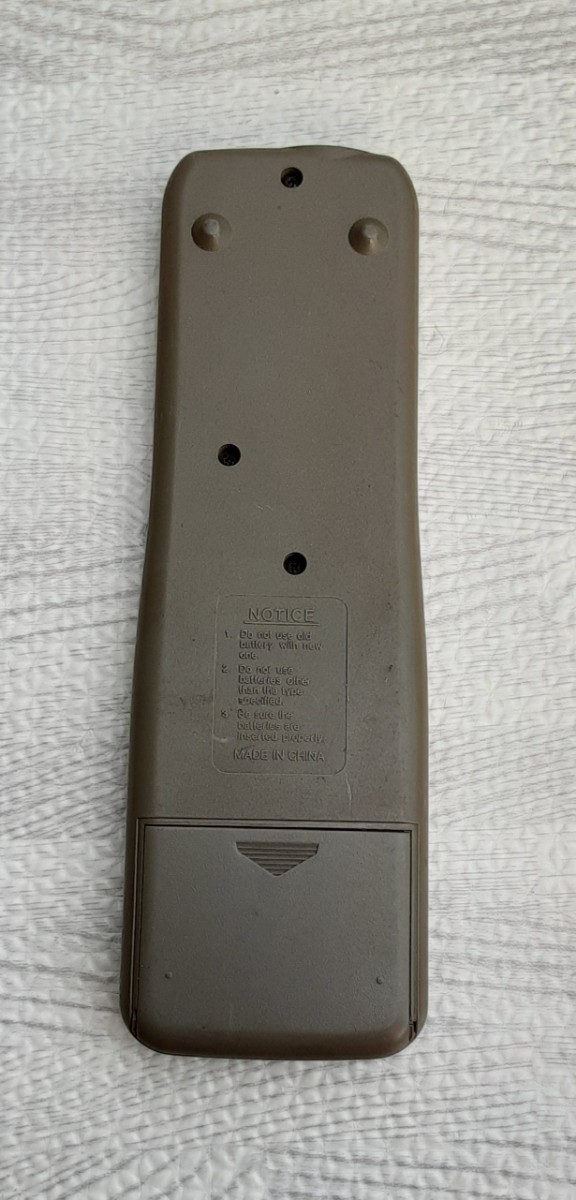 NOTICE
1. Do not use old
battery with new
one.
2. Do not use
batteries other
than the type
specified.
3. Be sure the
batteries are
inserted properly.
MADE IN CHINA